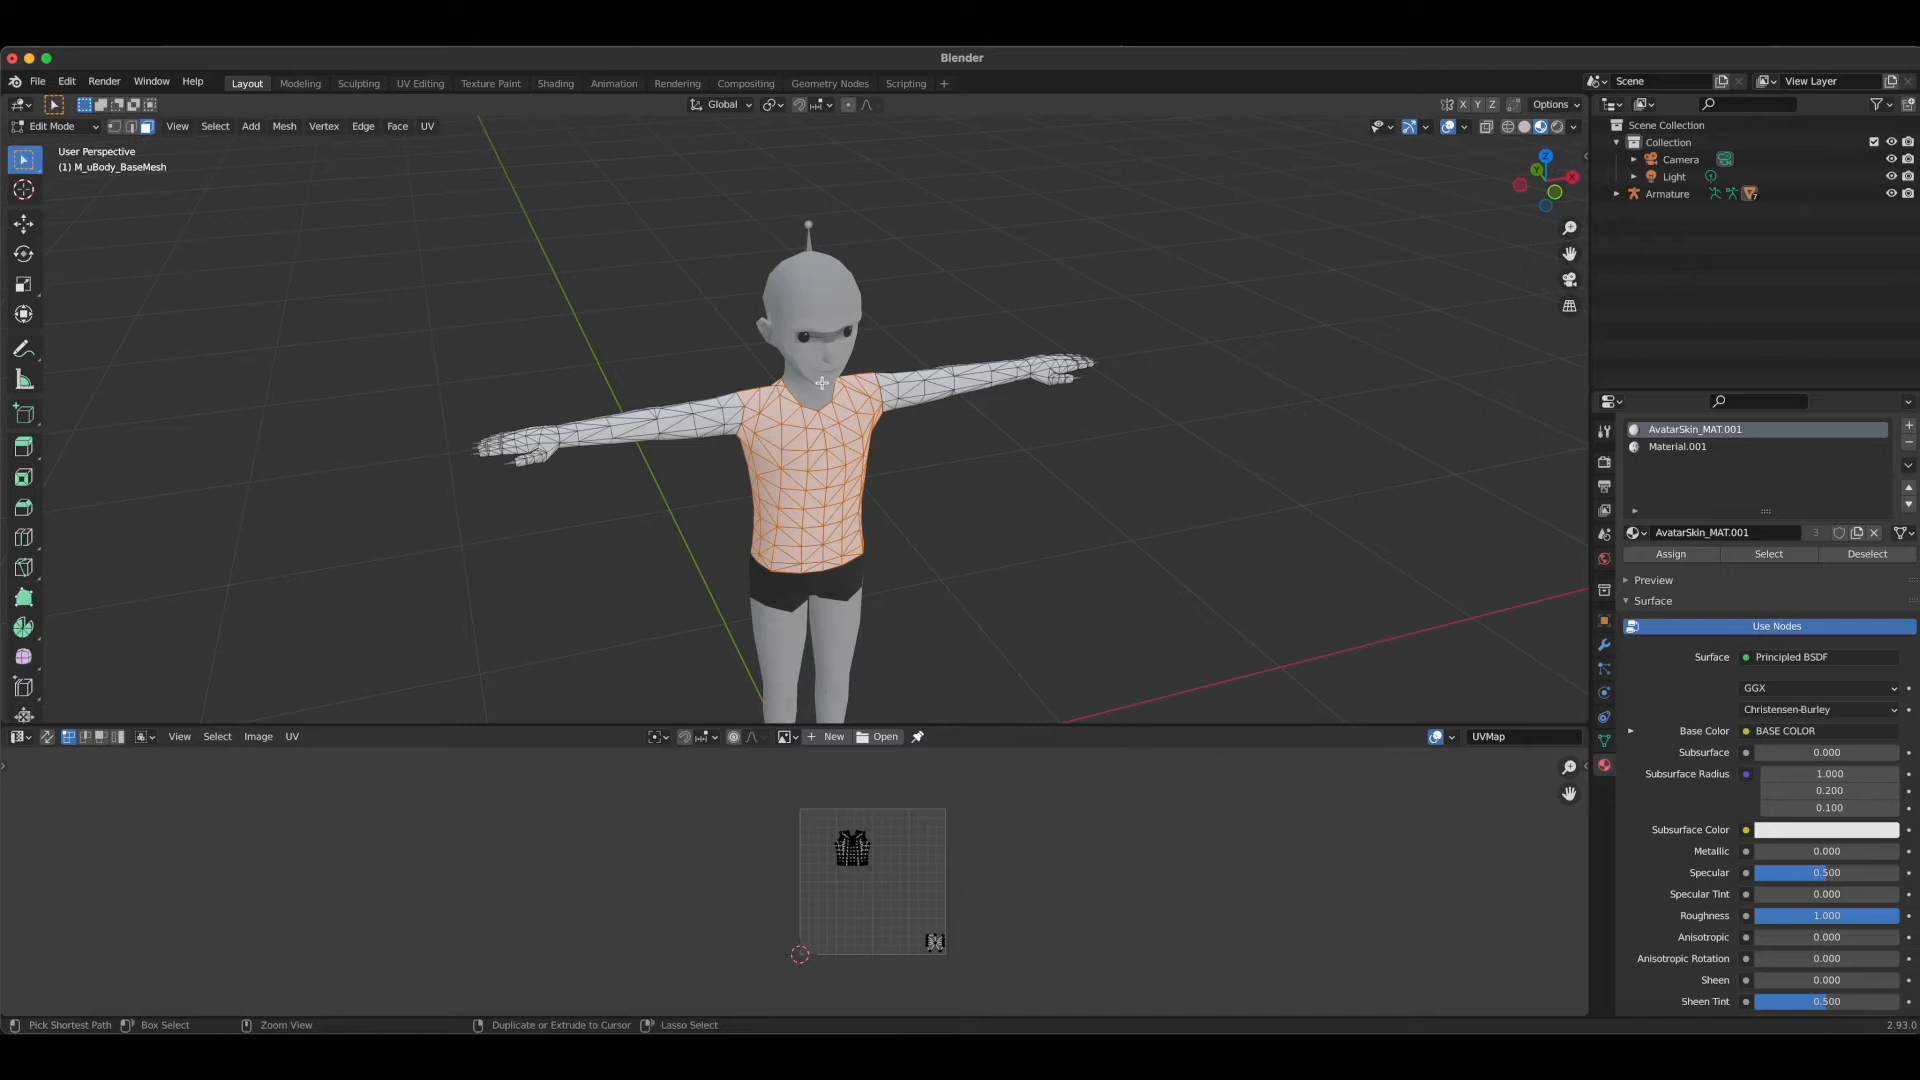 Blender
File Edit Render Window Help Layout Modeling Sculpting UV Editing Texture Paint Shading Animation Rendering Compositing Geometry Nodes Scripting + Scene View Layer
Global X Y Z Options
Edit Mode View Select Add Mesh Vertex Edge Face UV
User Perspective
(1) M_uBody_BaseMesh
Z
Y
X
Scene Collection
Collection
Camera
Light
Armature 7
AvatarSkin_MAT.001
Material.001
AvatarSkin_MAT.001 3
Assign Select Deselect
Preview
Surface
Use Nodes
Surface Principled BSDF
GGX
Christensen-Burley
Base Color BASE COLOR
Subsurface 0.000
Subsurface Radius 1.000
0.200
0.100
Subsurface Color
Metallic 0.000
Specular 0.500
Specular Tint 0.000
Roughness 1.000
Anisotropic 0.000
Anisotropic Rotation 0.000
Sheen 0.000
Sheen Tint 0.500
View Select Image UV + New Open UVMap
Pick Shortest Path Box Select Zoom View Duplicate or Extrude to Cursor Lasso Select 2.93.0